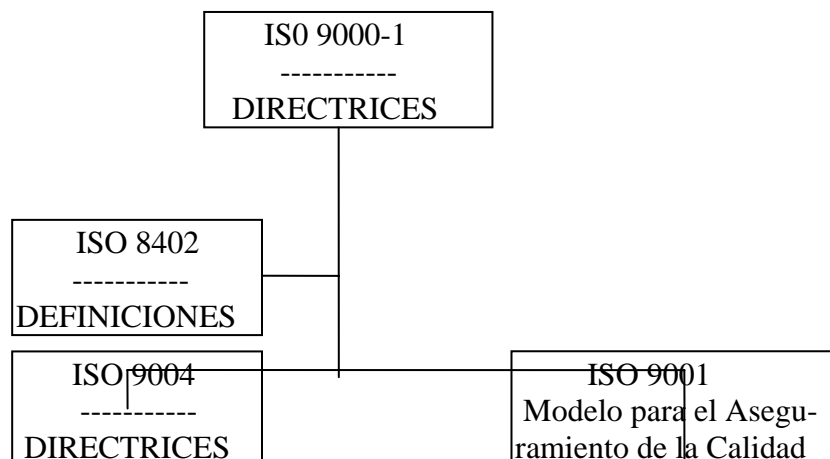 IS0 9000-1
-----------
DIRECTRICES
ISO 8402
-----------
DEFINICIONES
ISO 9004
-----------
DIRECTRICES
ISO 9001
Modelo para el Asegu-
ramiento de la Calidad